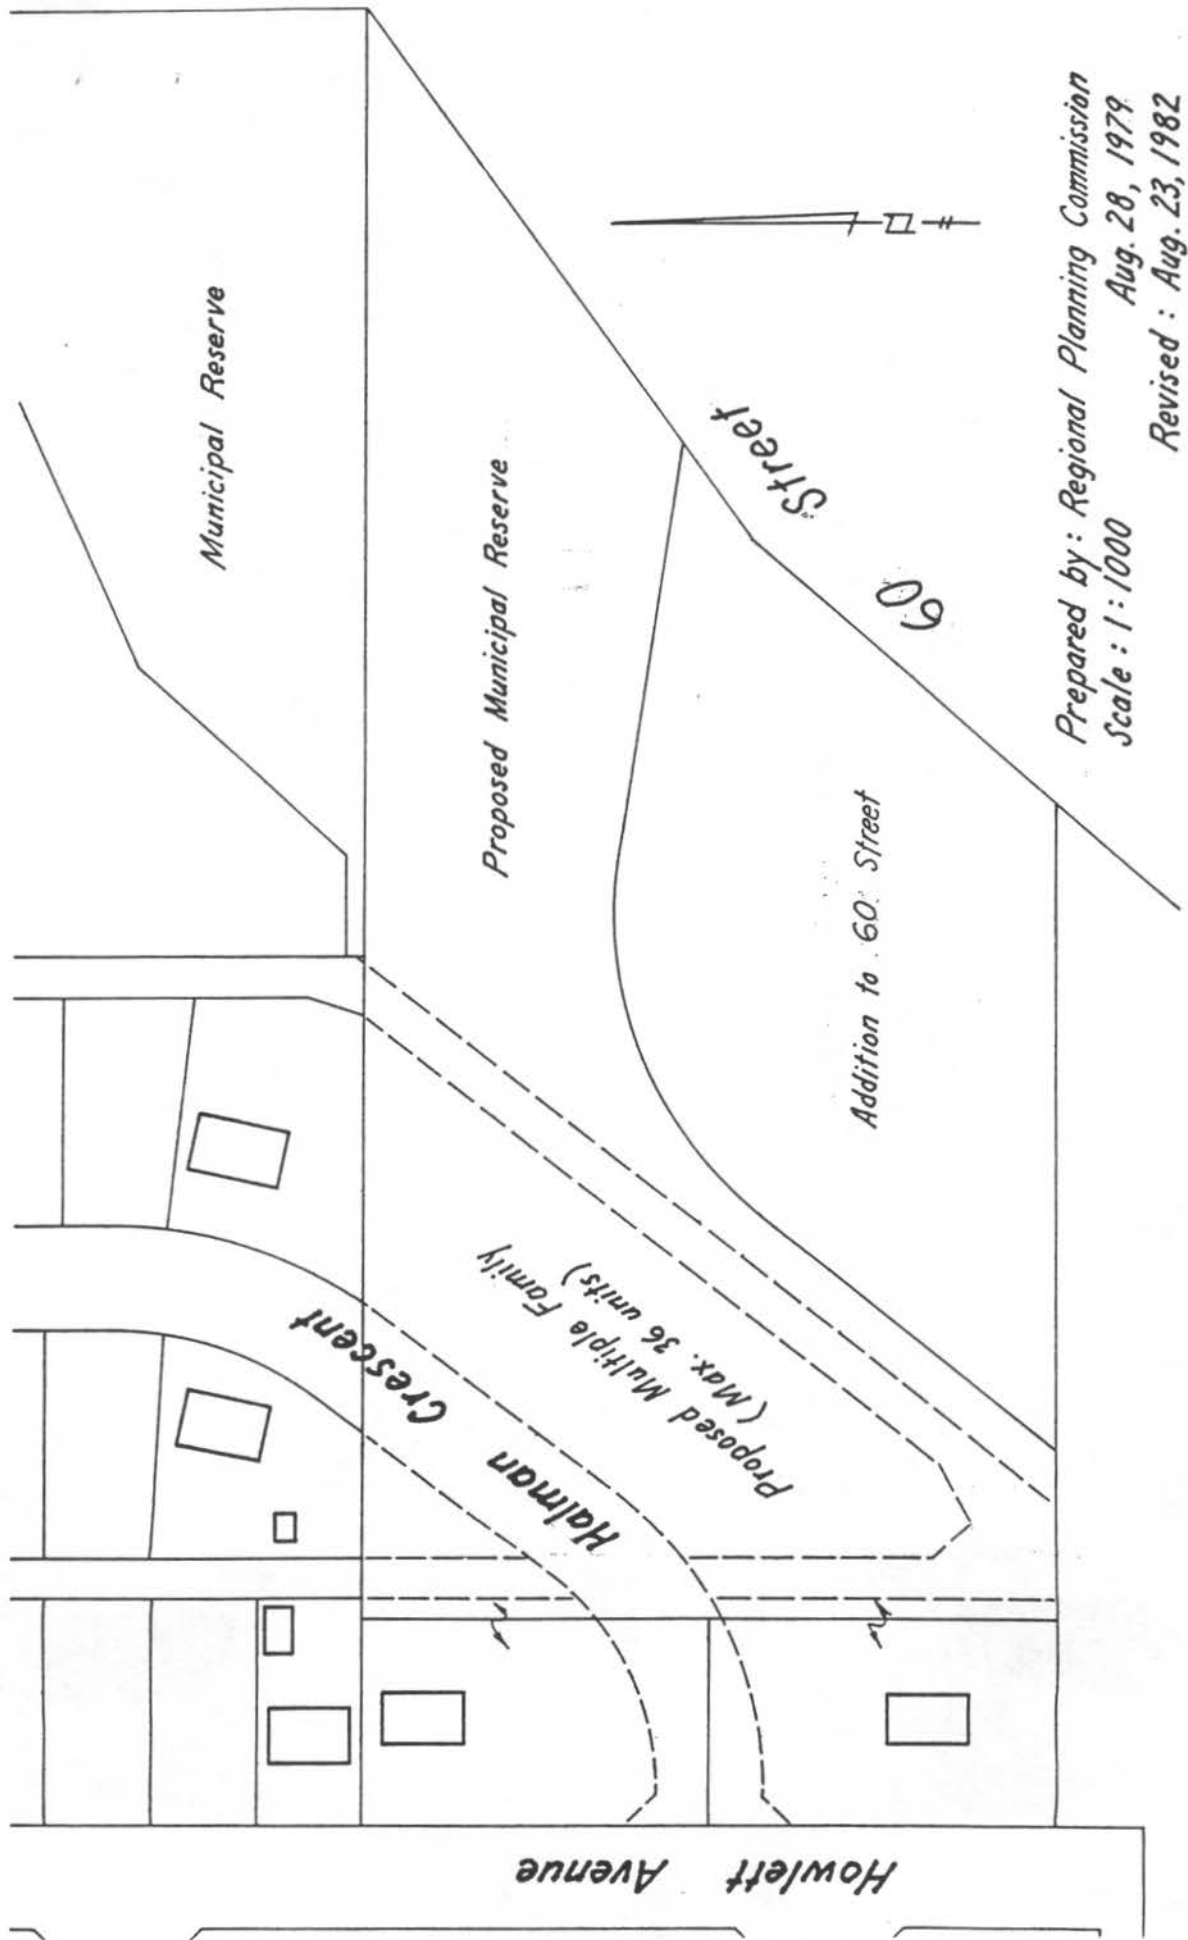 Municipal Reserve
Proposed Municipal Reserve
60 Street
Addition to 60 Street
Proposed Multiple Family
(Max. 36 units)
Halman Crescent
Howlett Avenue
Prepared by: Regional Planning Commission
Scale: 1:1000 Aug. 28, 1979
Revised: Aug. 23, 1982